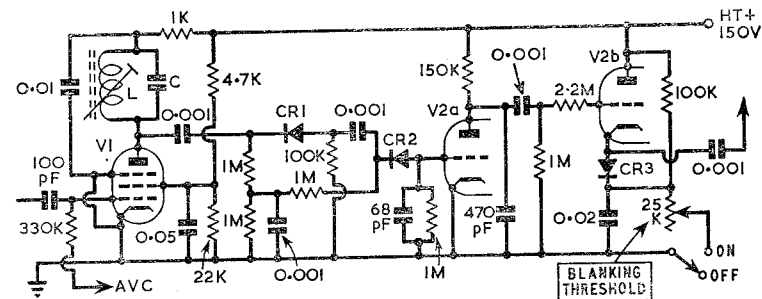 1K
HT+
150V
0.01
C
L
4.7K
150K
0.001
V2b
2.2M
100K
0.001
CR1
0.001
CR2
V2a
V1
100
pF
1M
100K
1M
CR3
0.001
330K
0.05
1M
68
pF
470
pF
1M
0.02
25
K
22K
0.001
1M
ON
OFF
AVC
BLANKING
THRESHOLD